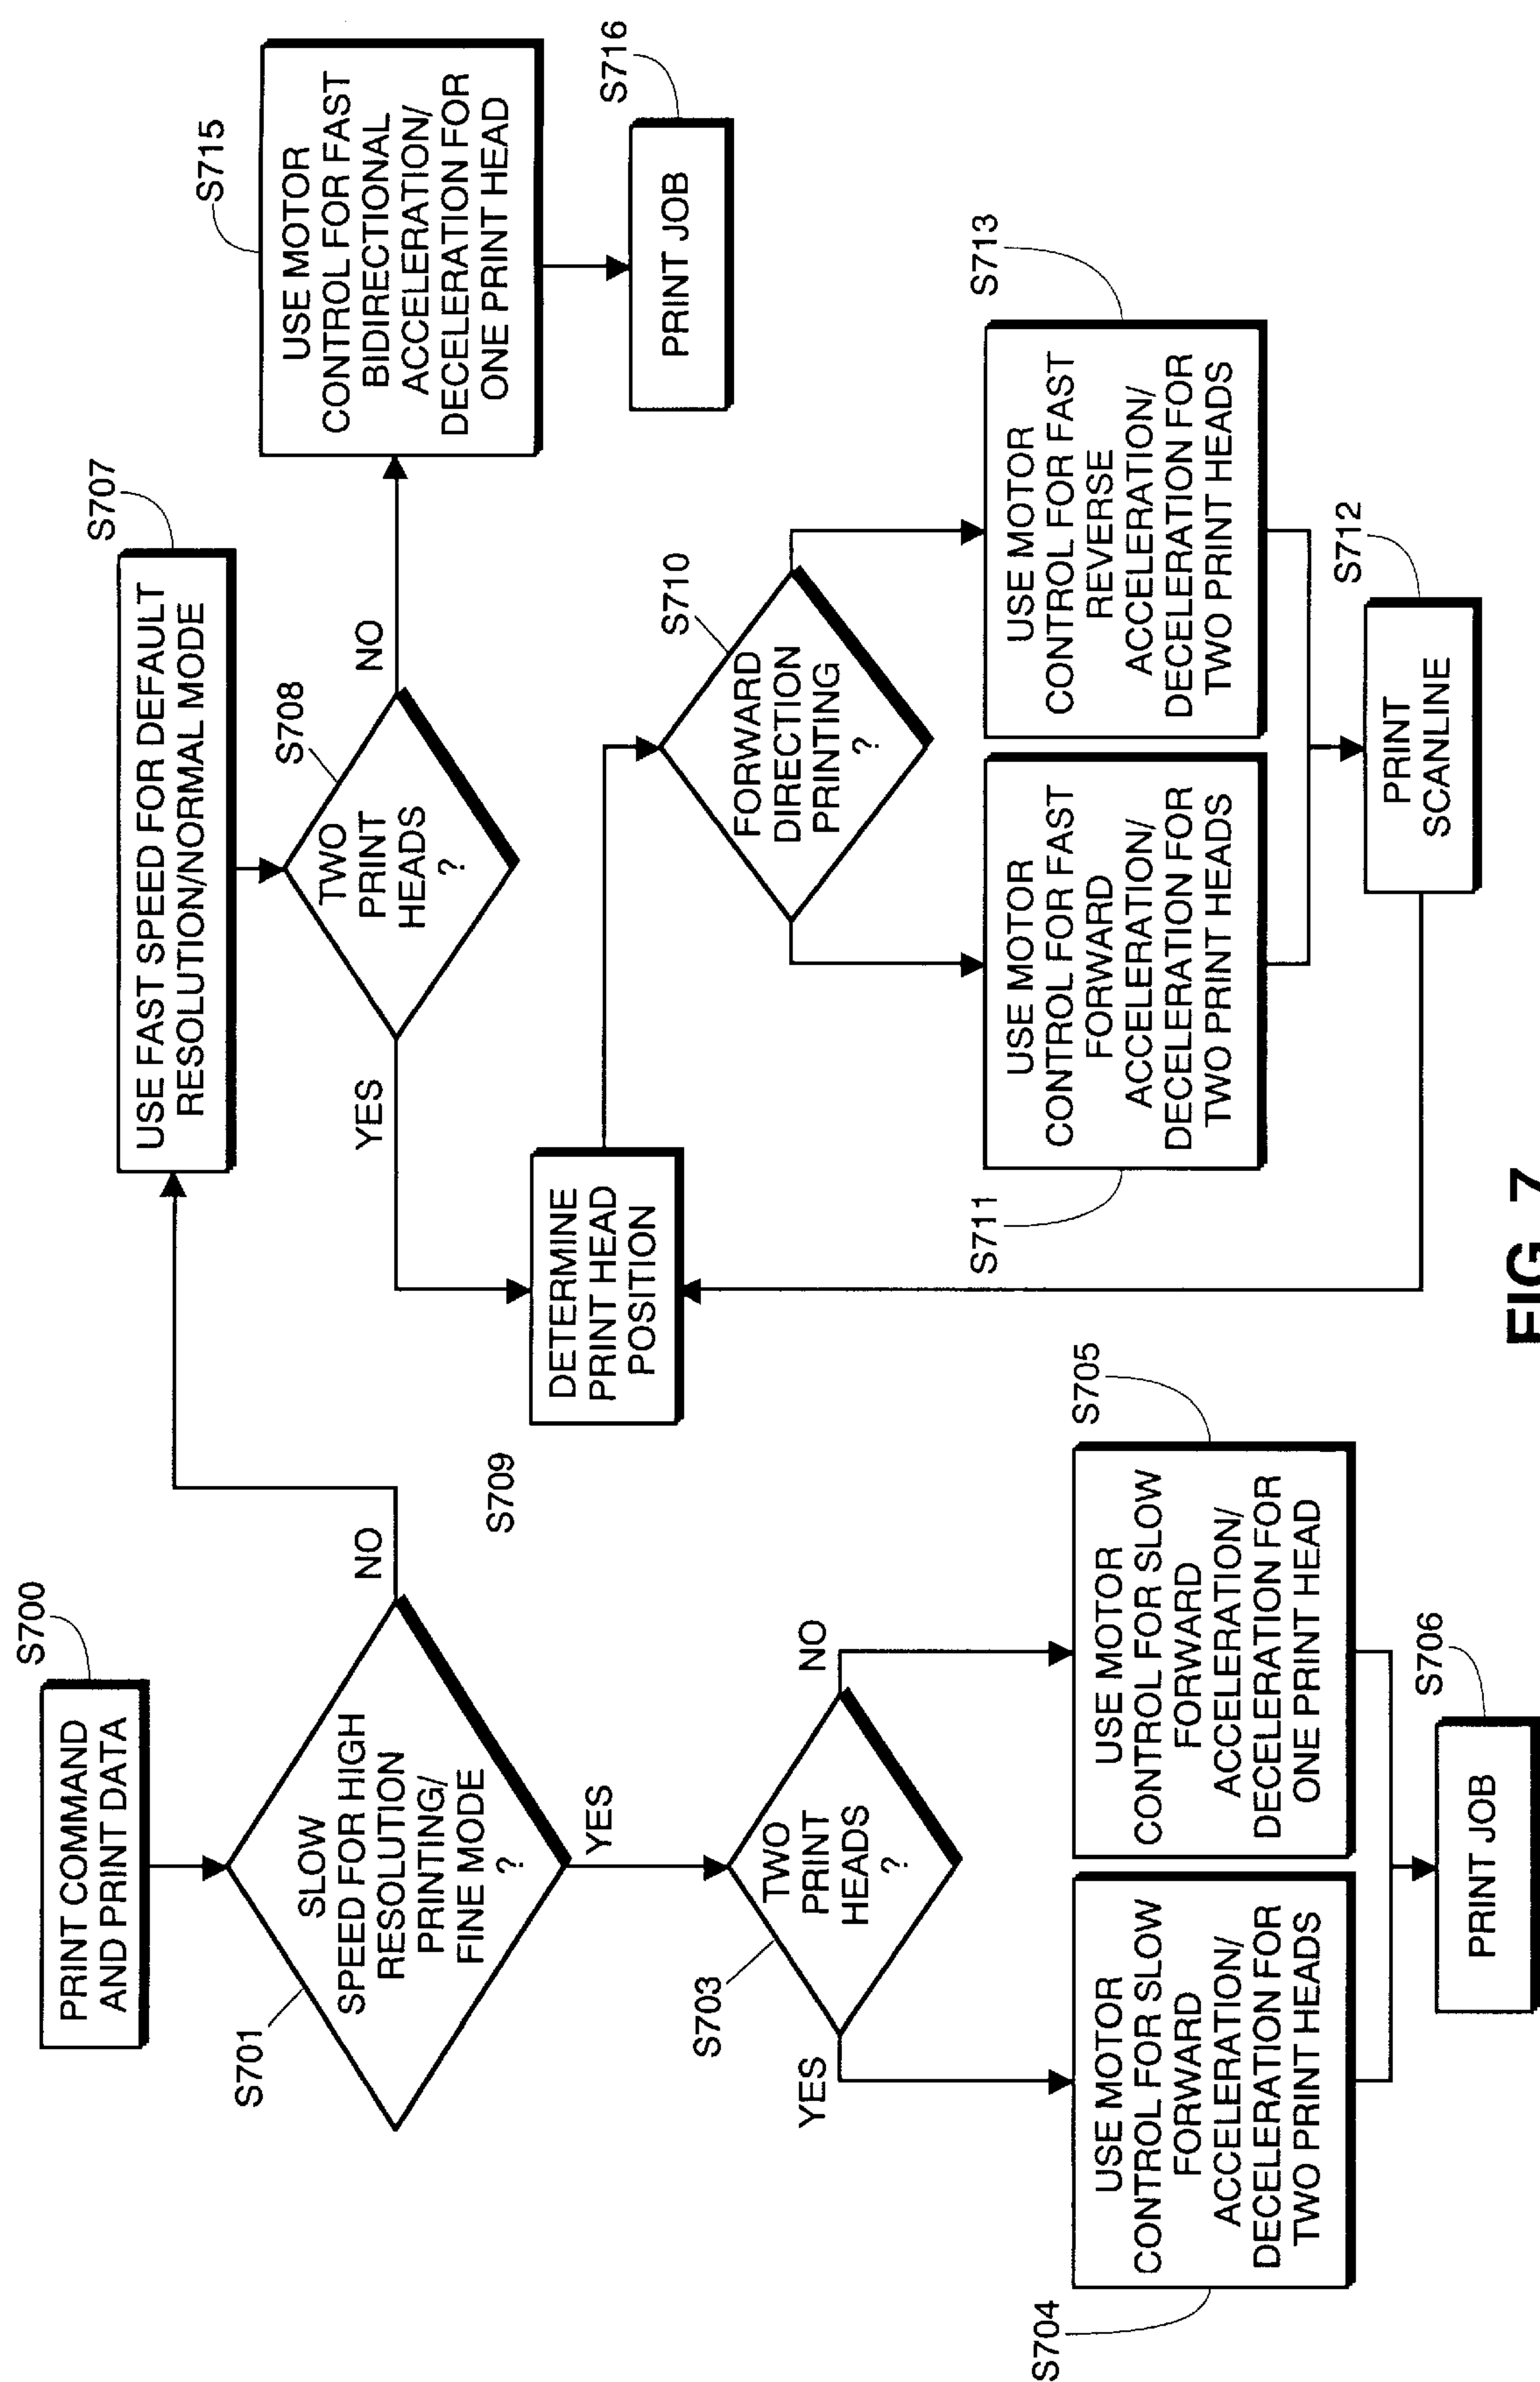 S700
PRINT COMMAND
AND PRINT DATA
S701
SLOW
SPEED FOR HIGH
RESOLUTION
PRINTING/
FINE MODE
?
NO
YES
S703
TWO
PRINT
HEADS
?
YES
NO
S704
USE MOTOR
CONTROL FOR SLOW
FORWARD
ACCELERATION/
DECELERATION FOR
TWO PRINT HEADS
S705
USE MOTOR
CONTROL FOR SLOW
FORWARD
ACCELERATION/
DECELERATION FOR
ONE PRINT HEAD
S706
PRINT JOB
S707
USE FAST SPEED FOR DEFAULT
RESOLUTION/NORMAL MODE
S708
TWO
PRINT
HEADS
?
YES
NO
S709
DETERMINE
PRINT HEAD
POSITION
S710
FORWARD
DIRECTION
PRINTING
?
S711
USE MOTOR
CONTROL FOR FAST
FORWARD
ACCELERATION/
DECELERATION FOR
TWO PRINT HEADS
S713
USE MOTOR
CONTROL FOR FAST
REVERSE
ACCELERATION/
DECELERATION FOR
TWO PRINT HEADS
S712
PRINT
SCANLINE
S715
USE MOTOR
CONTROL FOR FAST
BIDIRECTIONAL
ACCELERATION/
DECELERATION FOR
ONE PRINT HEAD
S716
PRINT JOB
FIG. 7